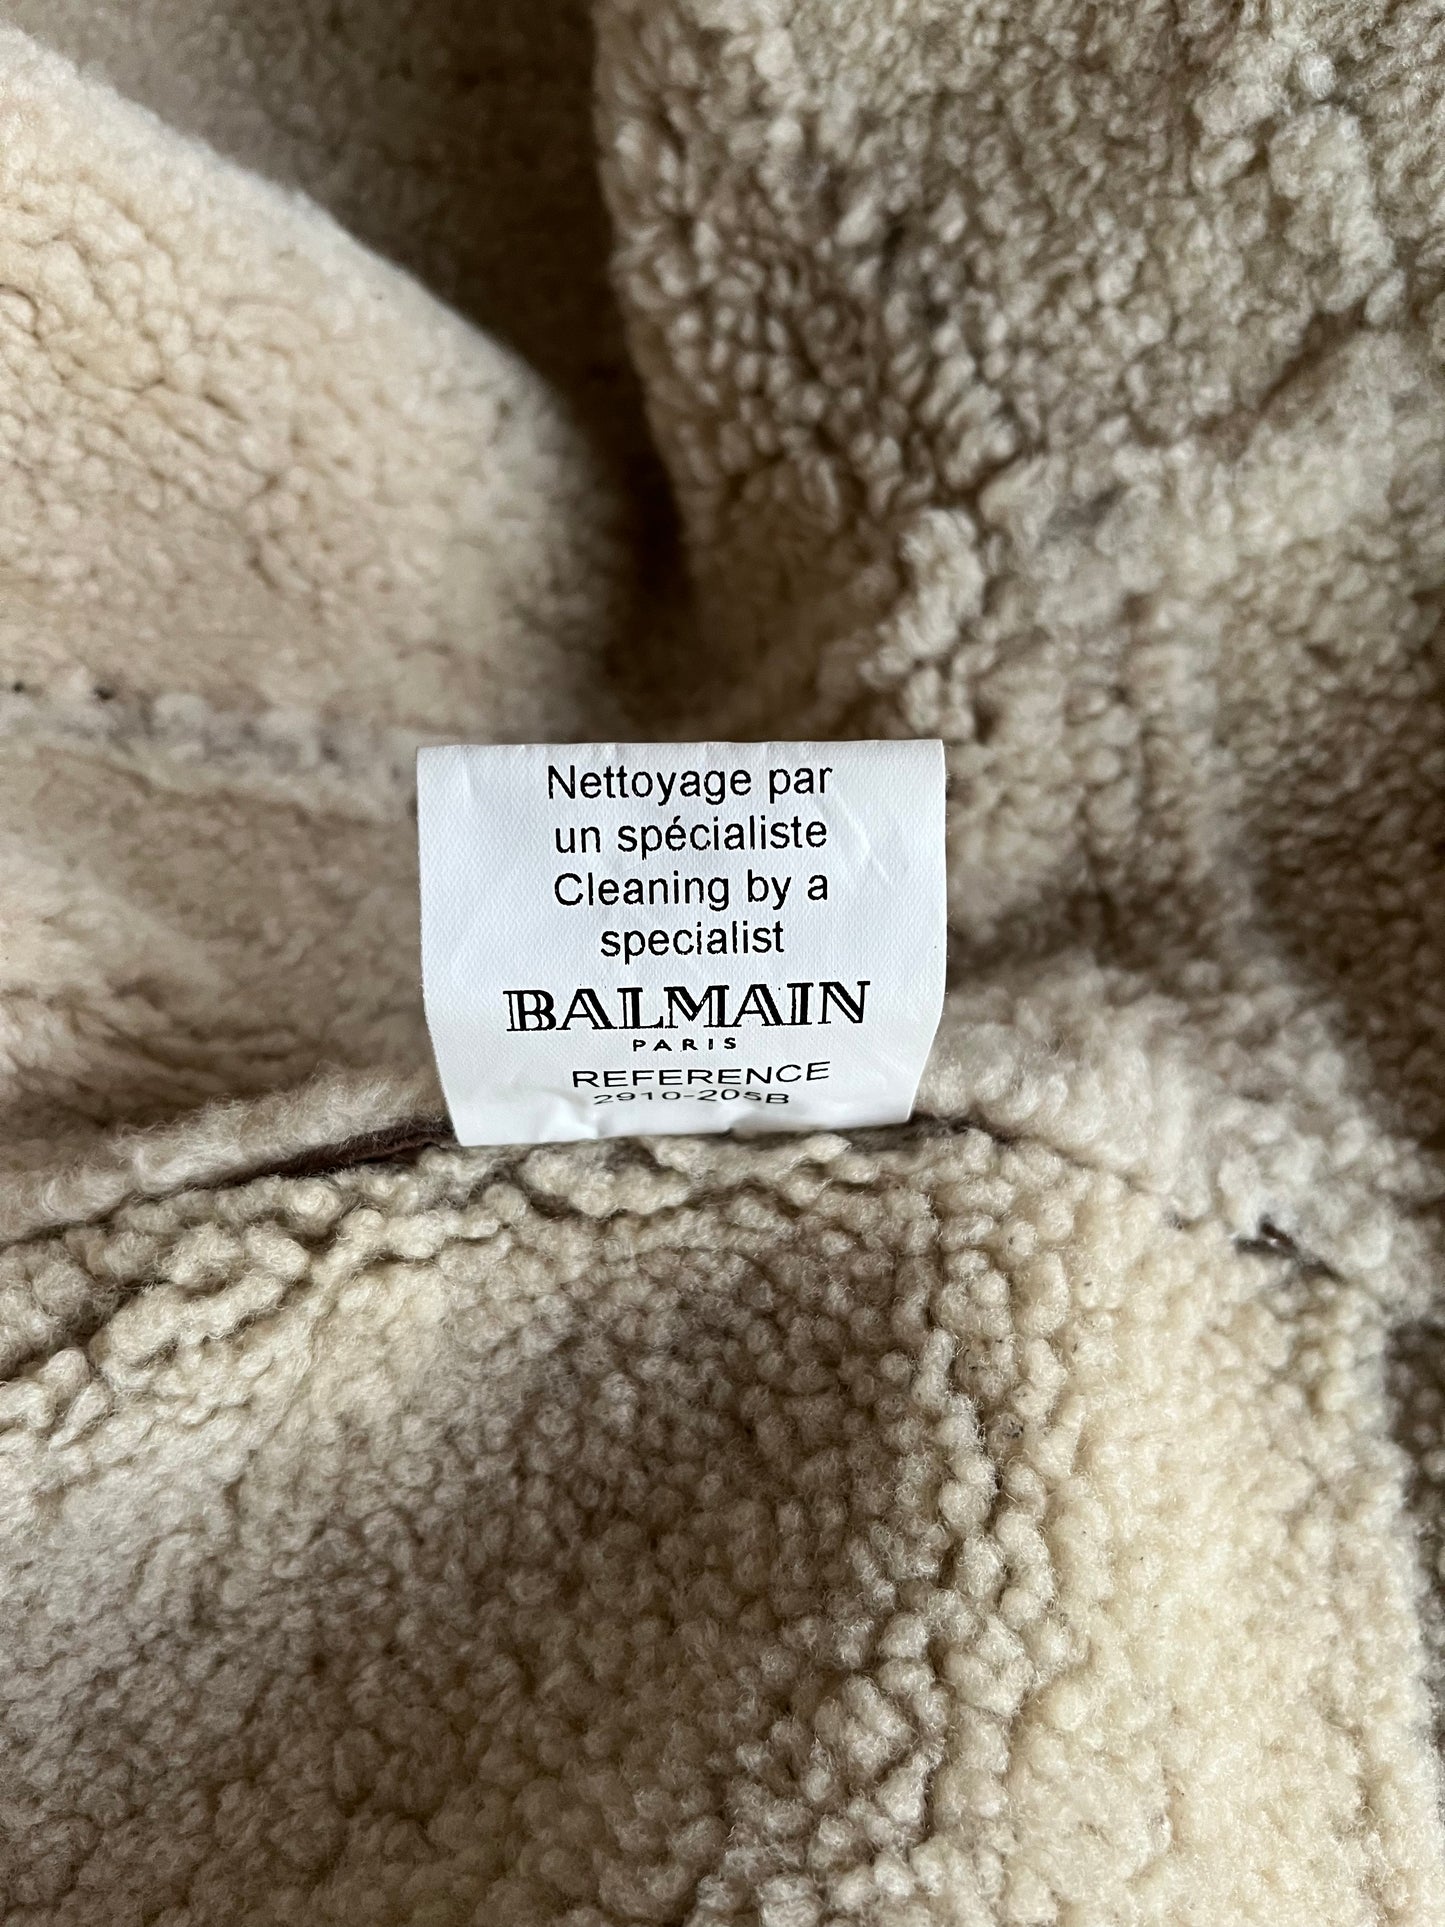 Nettoyage par
un spécialiste
Cleaning by a
specialist
BALMAIN
PARIS
REFERENCE
2910-205B